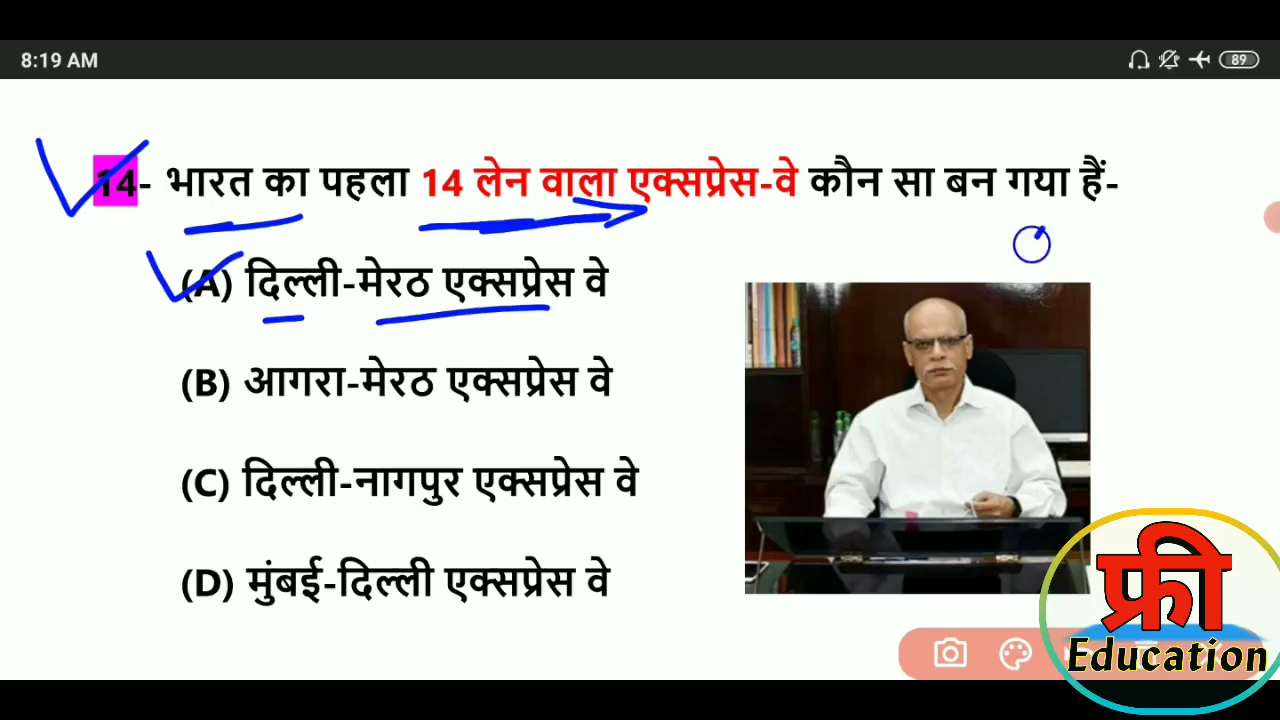 8:19 AM
89
14- भारत का पहला 14 लेन वाला एक्सप्रेस-वे कौन सा बन गया हैं-
(A) दिल्ली-मेरठ एक्सप्रेस वे
(B) आगरा-मेरठ एक्सप्रेस वे
(C) दिल्ली-नागपुर एक्सप्रेस वे
(D) मुंबई-दिल्ली एक्सप्रेस वे
फ्री
Education